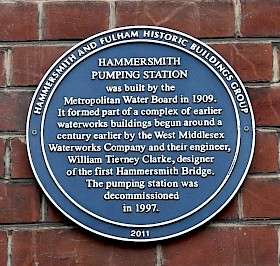 HAMMERSMITH AND FULHAM HISTORIC BUILDINGS GROUP
HAMMERSMITH
PUMPING STATION
was built by the
Metropolitan Water Board in 1909.
It formed part of a complex of earlier
waterworks buildings begun around a
century earlier by the West Middlesex
Waterworks Company and their engineer,
William Tierney Clarke, designer
of the first Hammersmith Bridge.
The pumping station was
decommissioned
in 1997.
2011